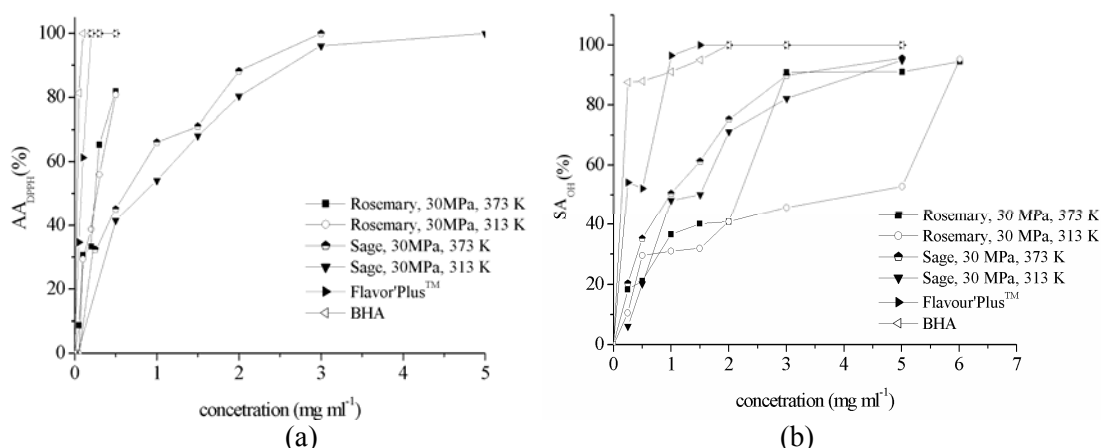 AA_DPPH (%)
100
80
60
40
20
0
Rosemary, 30MPa, 373 K
Rosemary, 30MPa, 313 K
Sage, 30MPa, 373 K
Sage, 30MPa, 313 K
Flavor'Plus™
BHA
0 1 2 3 4 5
concetration (mg ml⁻¹)
(a)
SA_OH (%)
100
80
60
40
20
0
Rosemary, 30 MPa, 373 K
Rosemary, 30 MPa, 313 K
Sage, 30 MPa, 373 K
Sage, 30 MPa, 313 K
Flavour'Plus™
BHA
0 1 2 3 4 5 6 7
concetration (mg ml⁻¹)
(b)